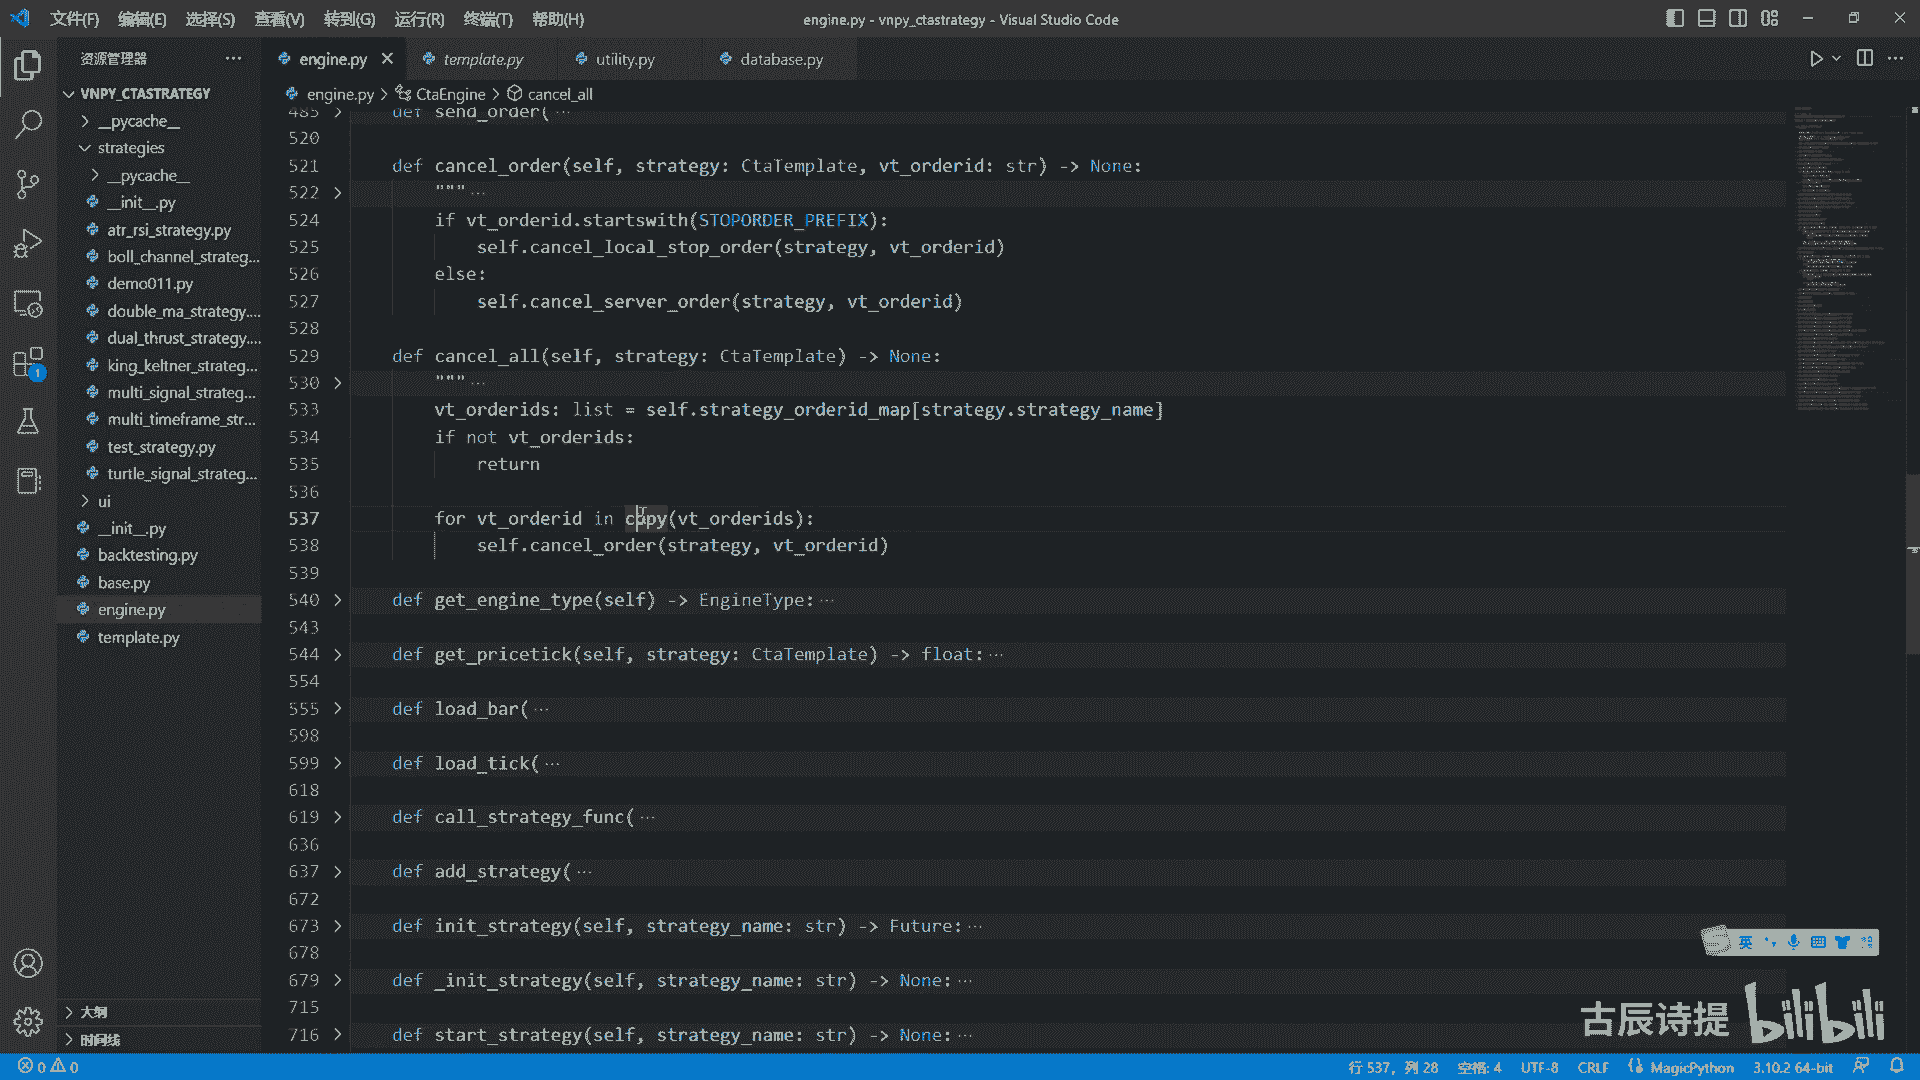 文件(F) 编辑(E) 选择(S) 查看(V) 转到(G) 运行(R) 终端(T) 帮助(H)
engine.py - vnpy_ctastrategy - Visual Studio Code
资源管理器
engine.py
template.py
utility.py
database.py
engine.py > CtaEngine > cancel_all
VNPY_CTASTRATEGY
__pycache__
strategies
__pycache__
__init__.py
atr_rsi_strategy.py
boll_channel_strateg...
demo011.py
double_ma_strategy....
dual_thrust_strategy....
king_keltner_strateg...
multi_signal_strateg...
multi_timeframe_str...
test_strategy.py
turtle_signal_strateg...
ui
__init__.py
backtesting.py
base.py
engine.py
template.py
大纲
时间线
1
485 def send_order( ···
520
521 def cancel_order(self, strategy: CtaTemplate, vt_orderid: str) -> None:
522 """ ···
524 if vt_orderid.startswith(STOPORDER_PREFIX):
525 self.cancel_local_stop_order(strategy, vt_orderid)
526 else:
527 self.cancel_server_order(strategy, vt_orderid)
528
529 def cancel_all(self, strategy: CtaTemplate) -> None:
530 """ ···
533 vt_orderids: list = self.strategy_orderid_map[strategy.strategy_name]
534 if not vt_orderids:
535 return
536
537 for vt_orderid in copy(vt_orderids):
538 self.cancel_order(strategy, vt_orderid)
539
540 def get_engine_type(self) -> EngineType: ···
543
544 def get_pricetick(self, strategy: CtaTemplate) -> float: ···
554
555 def load_bar( ···
598
599 def load_tick( ···
618
619 def call_strategy_func( ···
636
637 def add_strategy( ···
672
673 def init_strategy(self, strategy_name: str) -> Future: ···
678
679 def _init_strategy(self, strategy_name: str) -> None: ···
715
716 def start_strategy(self, strategy_name: str) -> None: ···
英
古辰诗提 bilibili
0 0
行 537, 列 28 空格: 4 UTF-8 CRLF MagicPython 3.10.2 64-bit